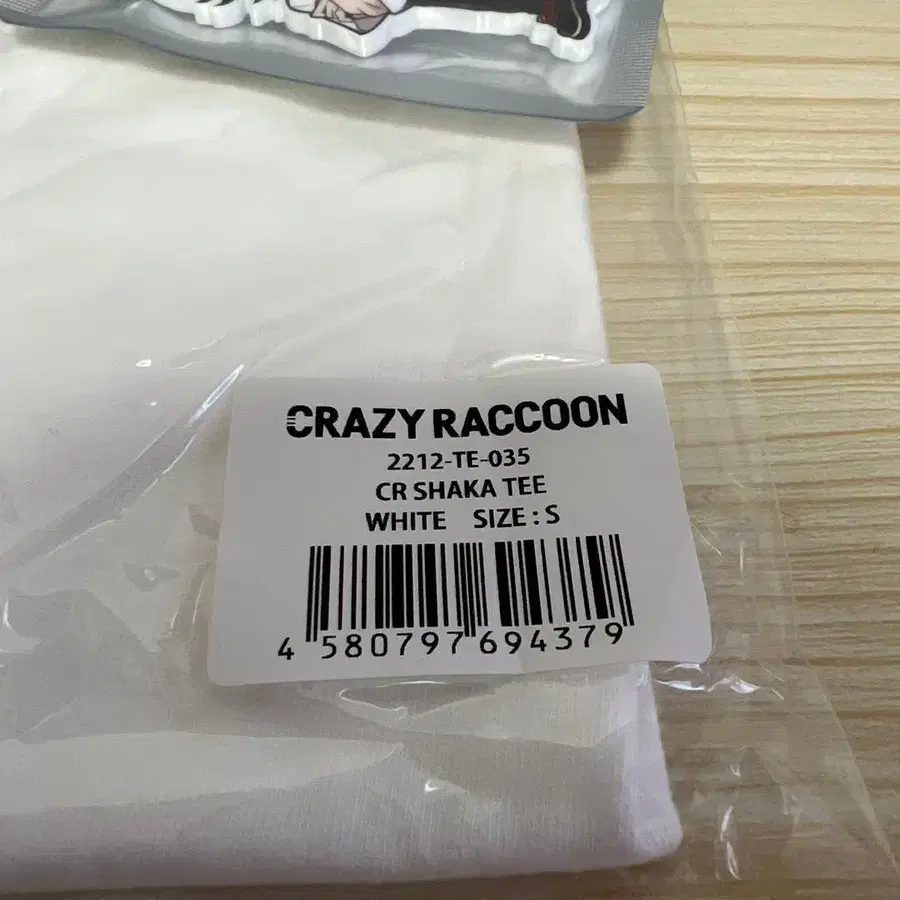 CRAZY RACCOON
2212-TE-035
CR SHAKA TEE
WHITE SIZE : S
4 580797 694379